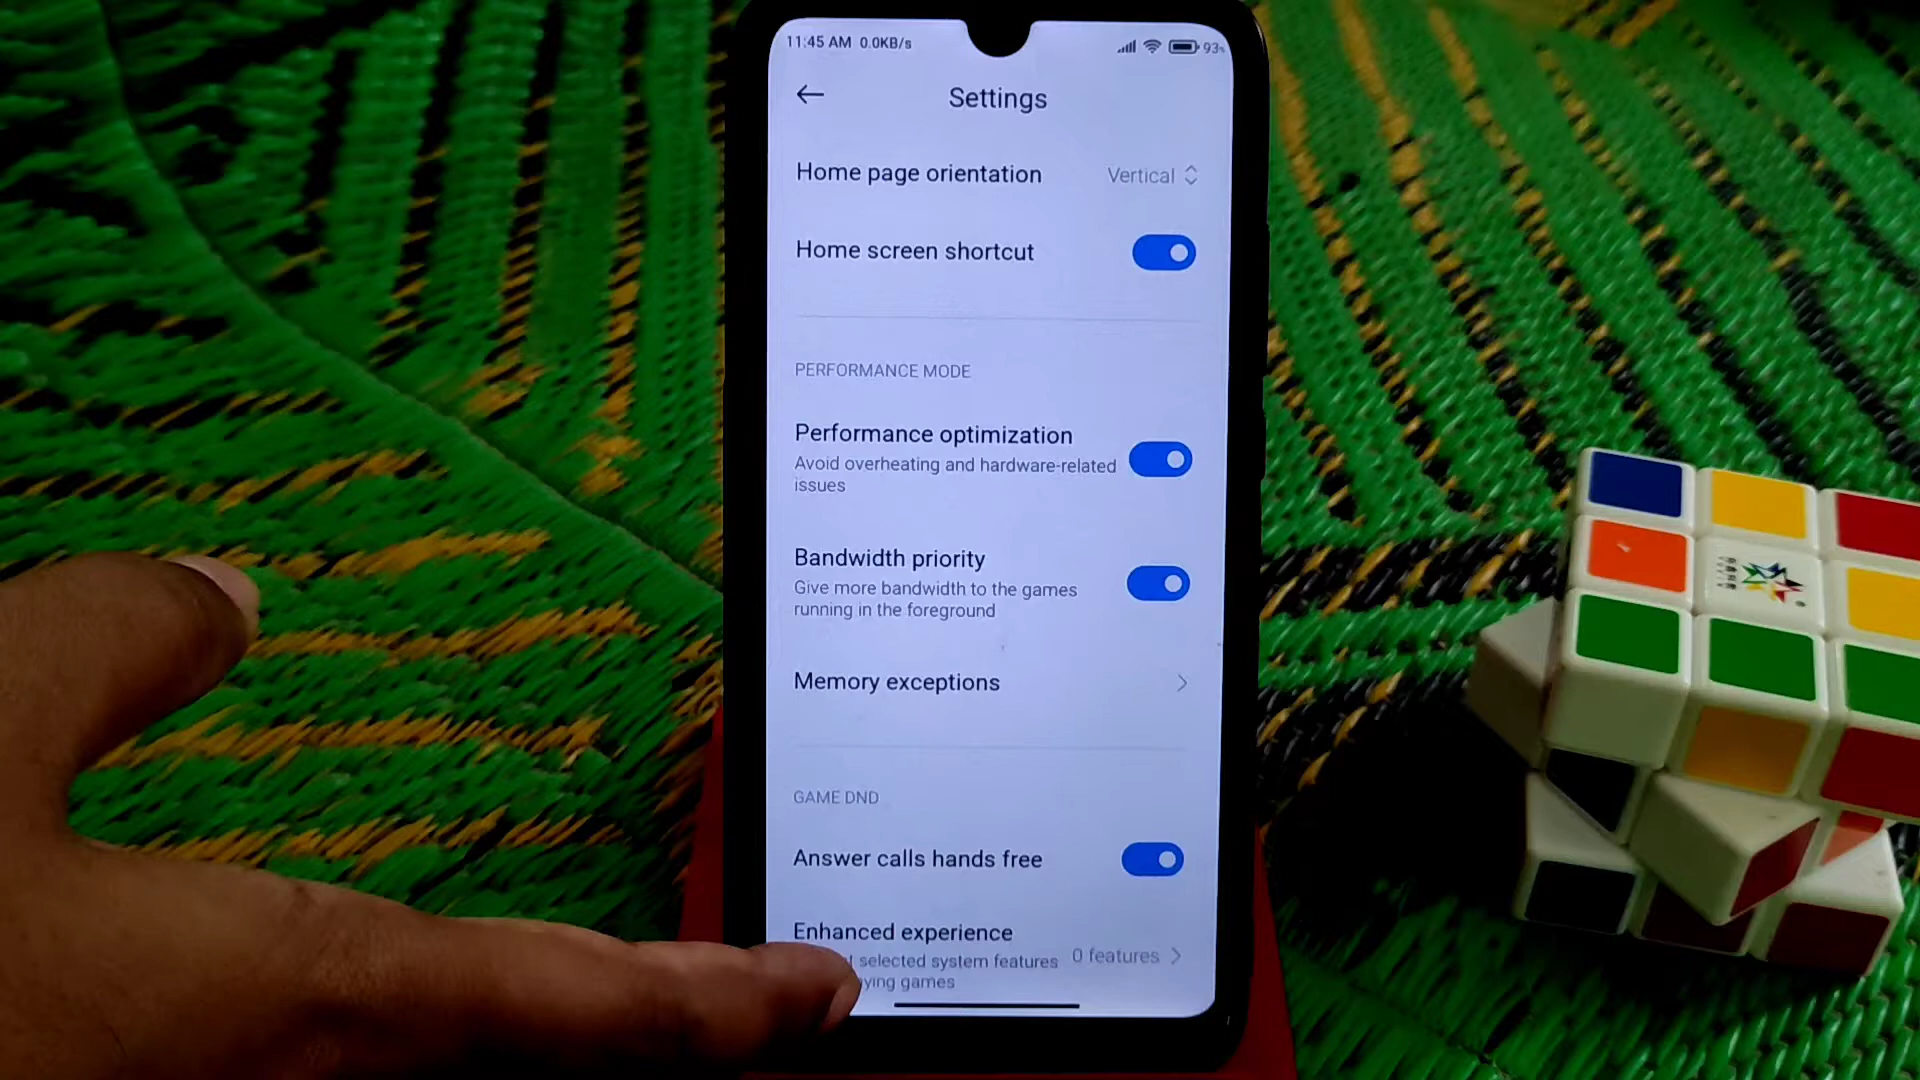 11:45 AM 0.0KB/s
93%
Settings
Home page orientation
Vertical
Home screen shortcut
PERFORMANCE MODE
Performance optimization
Avoid overheating and hardware-related
issues
Bandwidth priority
Give more bandwidth to the games
running in the foreground
Memory exceptions
GAME DND
Answer calls hands free
Enhanced experience
selected system features
0 features
ying games